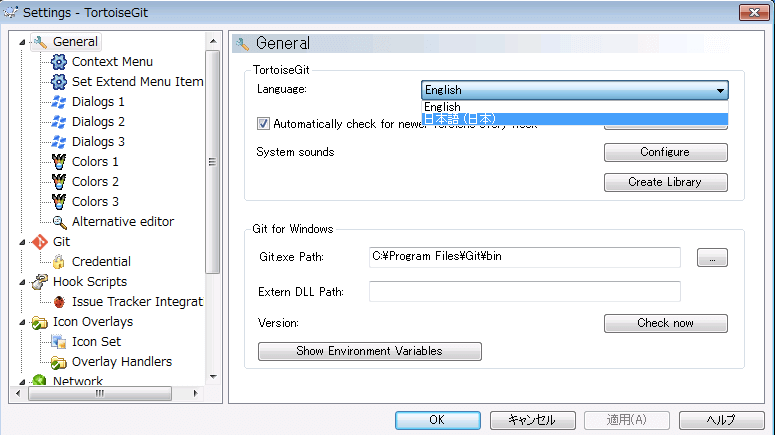 Settings - TortoiseGit
General
Context Menu
Set Extend Menu Item
Dialogs 1
Dialogs 2
Dialogs 3
Colors 1
Colors 2
Colors 3
Alternative editor
Git
Credential
Hook Scripts
Issue Tracker Integrat
Icon Overlays
Icon Set
Overlay Handlers
Network
General
TortoiseGit
Language:
English
English
日本語 (日本)
Automatically check for newer versions every week
System sounds
Configure
Create Library
Git for Windows
Git.exe Path:
C:¥Program Files¥Git¥bin
...
Extern DLL Path:
Version:
Check now
Show Environment Variables
OK
キャンセル
適用(A)
ヘルプ